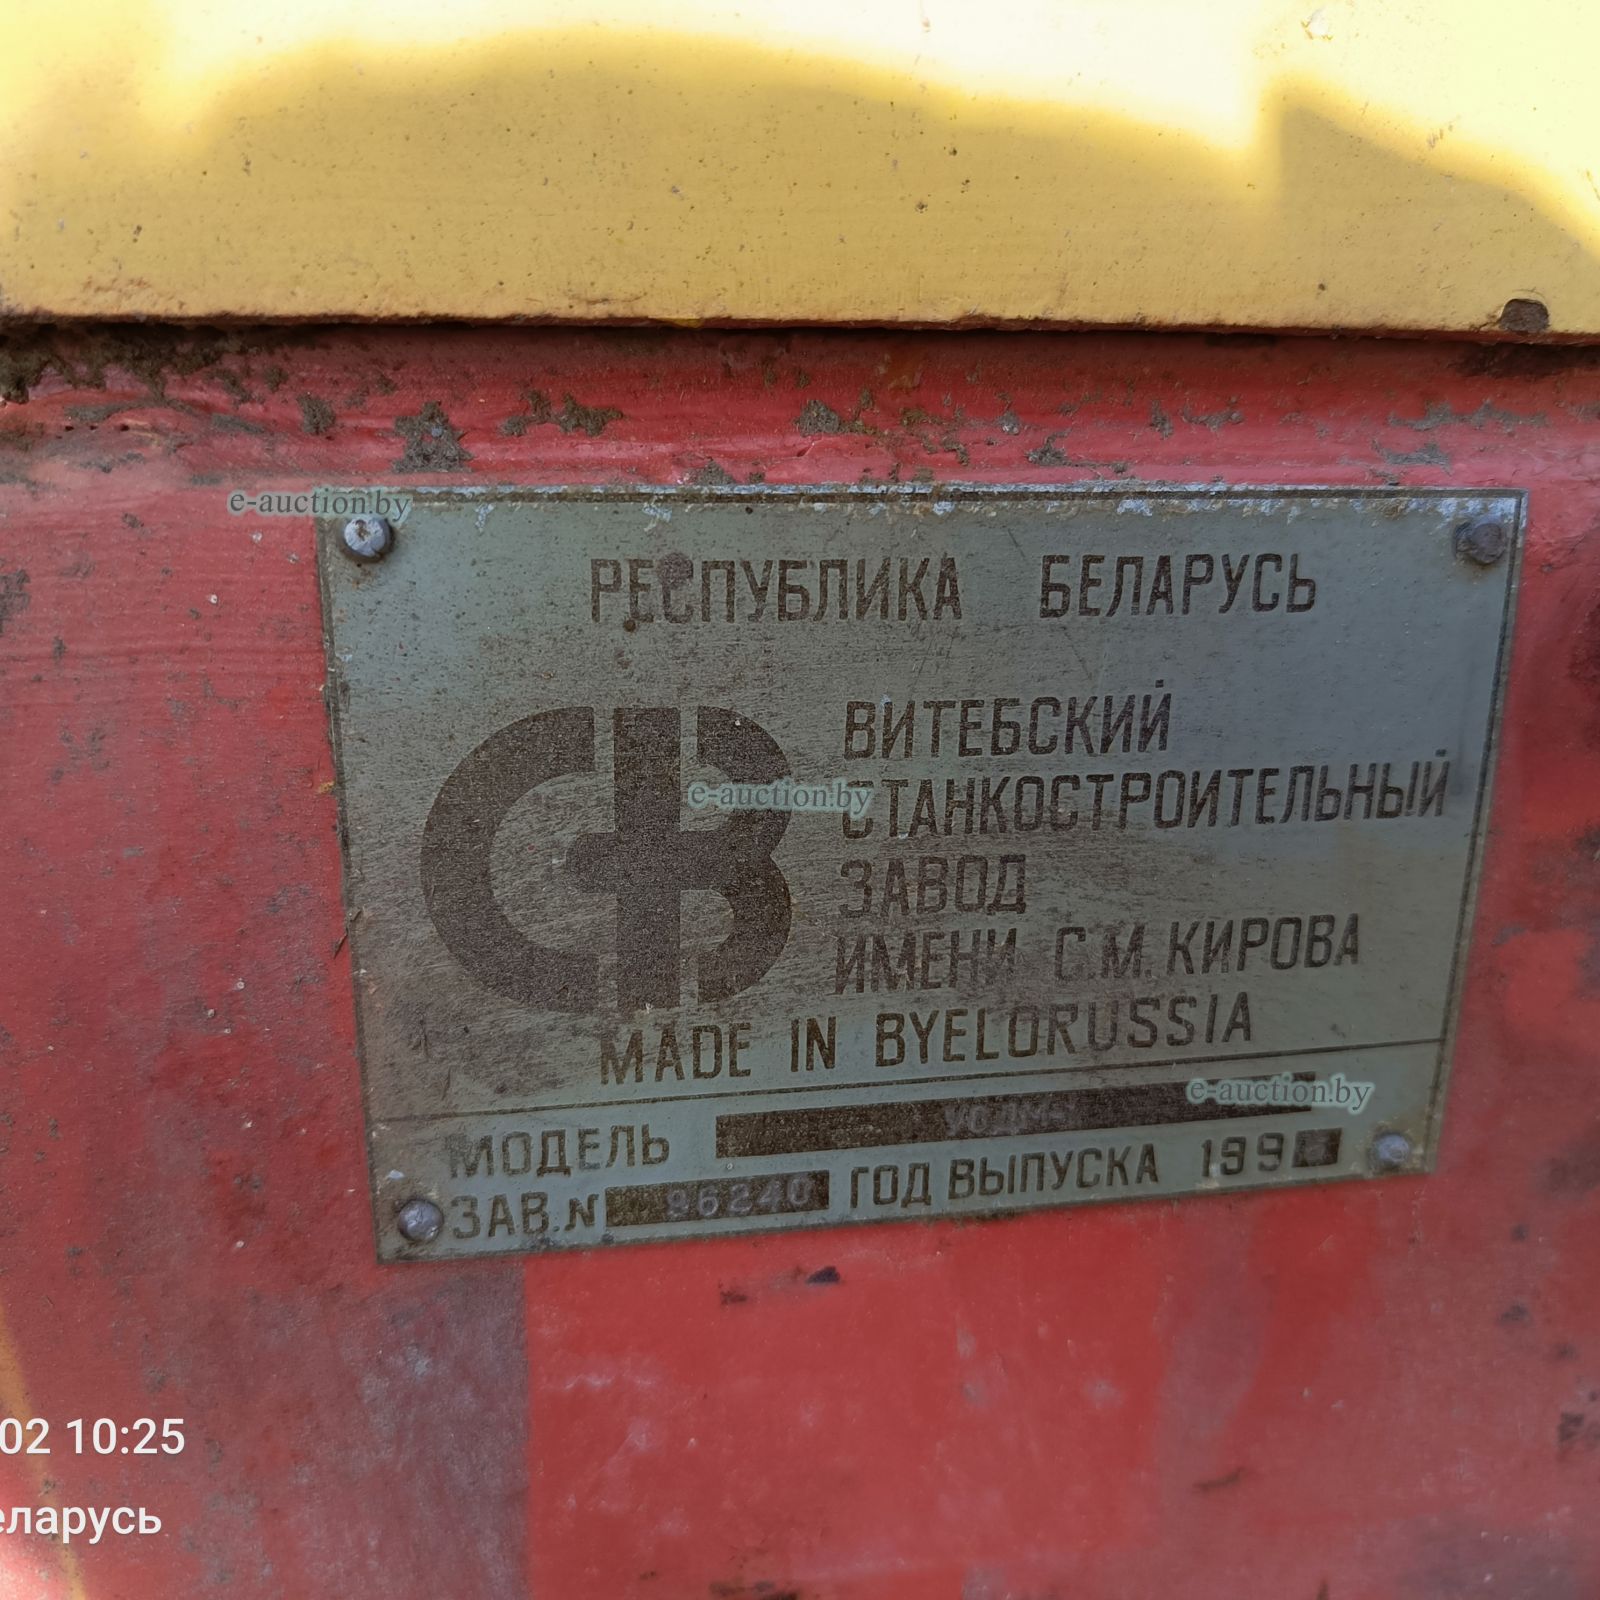 e-auction.by
РЕСПУБЛИКА БЕЛАРУСЬ
ВИТЕБСКИЙ
e-auction.by
СТАНКОСТРОИТЕЛЬНЫЙ
ЗАВОД
ИМЕНИ С.М. КИРОВА
MADE IN BYELORUSSIA
e-auction.by
МОДЕЛЬ
ЗАВ.N 86240 ГОД ВЫПУСКА 199
02 10:25
еларусь